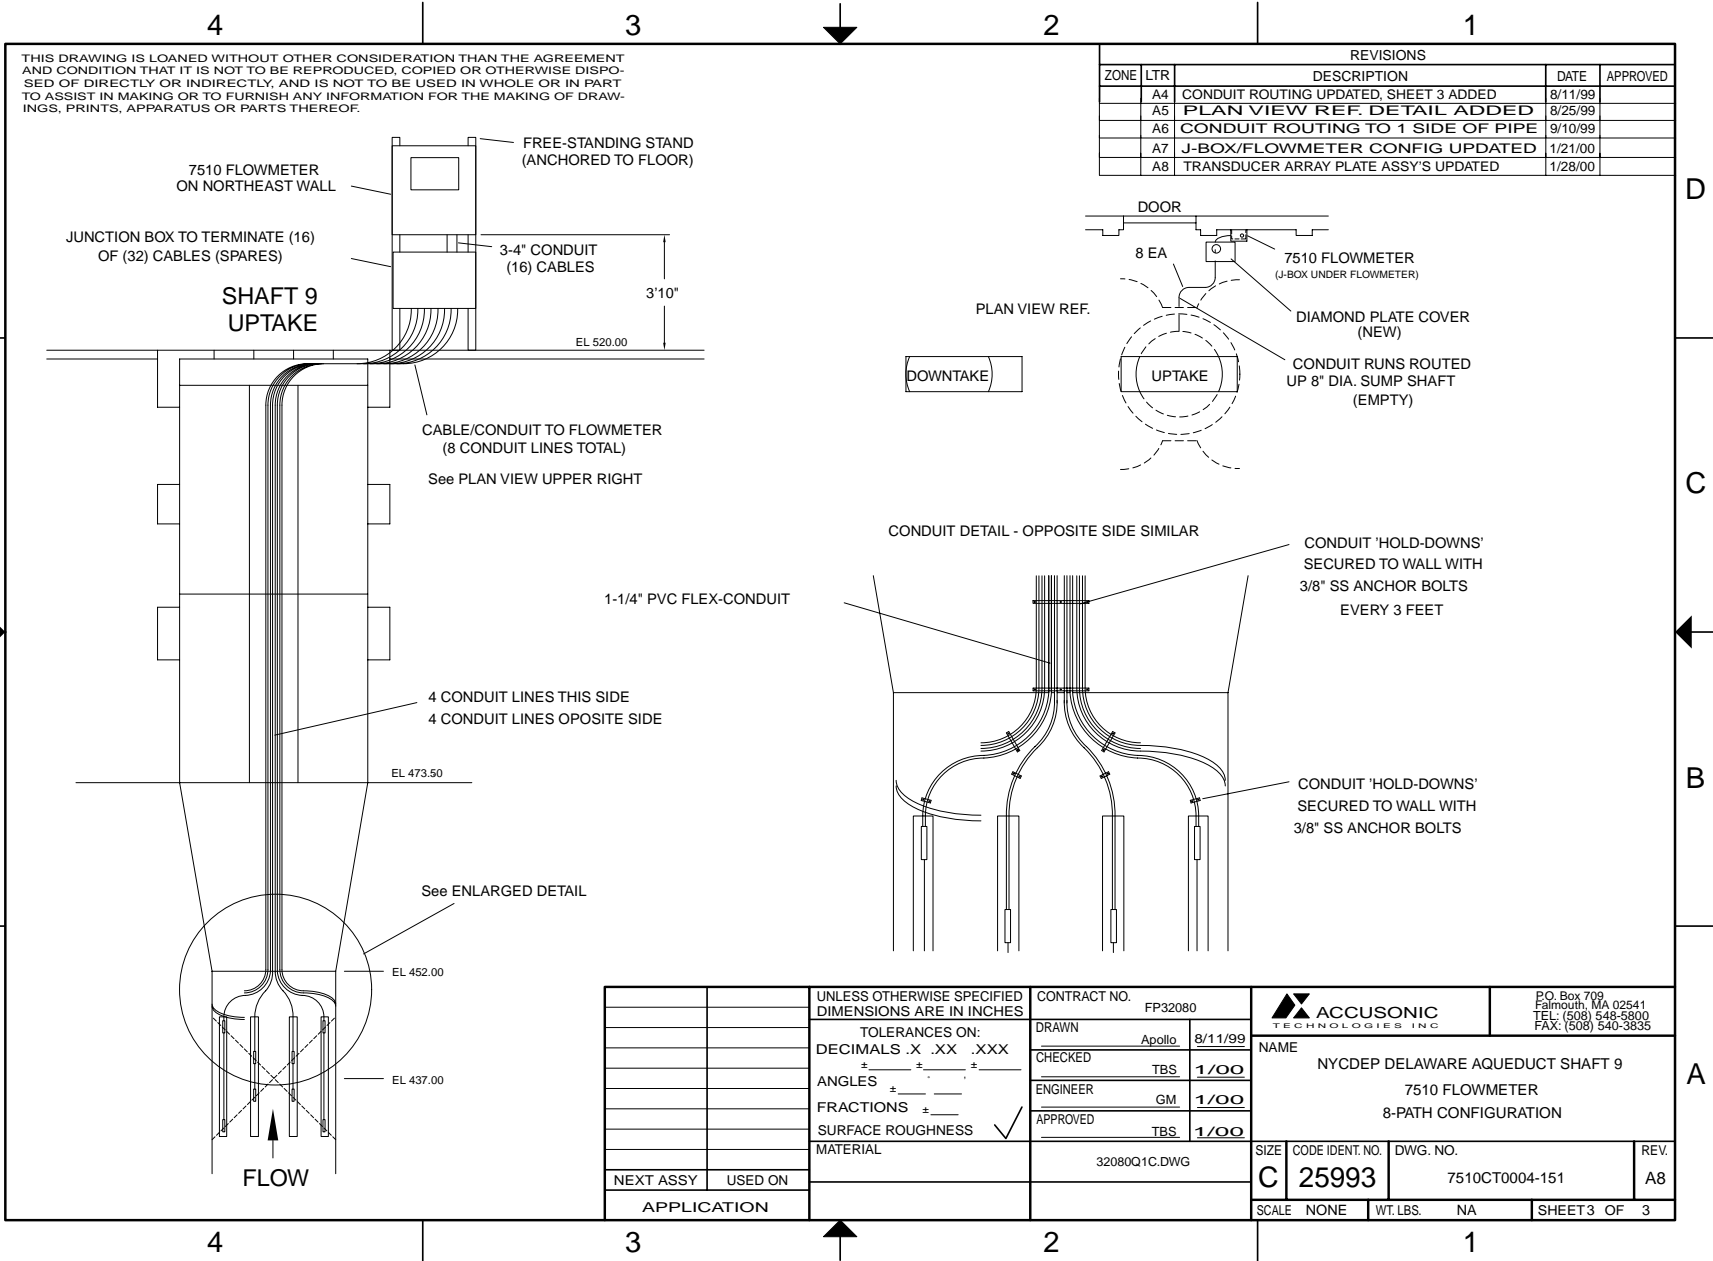 4
3
2
1
THIS DRAWING IS LOANED WITHOUT OTHER CONSIDERATION THAN THE AGREEMENT
AND CONDITION THAT IT IS NOT TO BE REPRODUCED, COPIED OR OTHERWISE DISPO-
SED OF DIRECTLY OR INDIRECTLY, AND IS NOT TO BE USED IN WHOLE OR IN PART
TO ASSIST IN MAKING OR TO FURNISH ANY INFORMATION FOR THE MAKING OF DRAW-
INGS, PRINTS, APPARATUS OR PARTS THEREOF.
REVISIONS
ZONE LTR DESCRIPTION DATE APPROVED
A4 CONDUIT ROUTING UPDATED, SHEET 3 ADDED 8/11/99
A5 PLAN VIEW REF. DETAIL ADDED 8/25/99
A6 CONDUIT ROUTING TO 1 SIDE OF PIPE 9/10/99
A7 J-BOX/FLOWMETER CONFIG UPDATED 1/21/00
A8 TRANSDUCER ARRAY PLATE ASSY'S UPDATED 1/28/00
D
C
B
A
FREE-STANDING STAND
(ANCHORED TO FLOOR)
7510 FLOWMETER
ON NORTHEAST WALL
JUNCTION BOX TO TERMINATE (16)
OF (32) CABLES (SPARES)
3-4" CONDUIT
(16) CABLES
3'10"
SHAFT 9
UPTAKE
EL 520.00
CABLE/CONDUIT TO FLOWMETER
(8 CONDUIT LINES TOTAL)
See PLAN VIEW UPPER RIGHT
4 CONDUIT LINES THIS SIDE
4 CONDUIT LINES OPOSITE SIDE
EL 473.50
See ENLARGED DETAIL
EL 452.00
EL 437.00
FLOW
DOOR
8 EA
7510 FLOWMETER
(J-BOX UNDER FLOWMETER)
PLAN VIEW REF.
DIAMOND PLATE COVER
(NEW)
DOWNTAKE
UPTAKE
CONDUIT RUNS ROUTED
UP 8" DIA. SUMP SHAFT
(EMPTY)
CONDUIT DETAIL - OPPOSITE SIDE SIMILAR
1-1/4" PVC FLEX-CONDUIT
CONDUIT 'HOLD-DOWNS'
SECURED TO WALL WITH
3/8" SS ANCHOR BOLTS
EVERY 3 FEET
CONDUIT 'HOLD-DOWNS'
SECURED TO WALL WITH
3/8" SS ANCHOR BOLTS
NEXT ASSY USED ON
APPLICATION
UNLESS OTHERWISE SPECIFIED
DIMENSIONS ARE IN INCHES
TOLERANCES ON:
DECIMALS .X .XX .XXX
± ± ±
ANGLES ±
FRACTIONS ±
SURFACE ROUGHNESS
MATERIAL
CONTRACT NO.
FP32080
DRAWN Apollo 8/11/99
CHECKED TBS 1/00
ENGINEER GM 1/00
APPROVED TBS 1/00
32080Q1C.DWG
ACCUSONIC
TECHNOLOGIES INC
P.O. Box 709
Falmouth, MA 02541
TEL: (508) 548-5800
FAX: (508) 540-3835
NAME
NYCDEP DELAWARE AQUEDUCT SHAFT 9
7510 FLOWMETER
8-PATH CONFIGURATION
SIZE CODE IDENT. NO. DWG. NO. REV.
C 25993 7510CT0004-151 A8
SCALE NONE WT. LBS. NA SHEET 3 OF 3
4
3
2
1